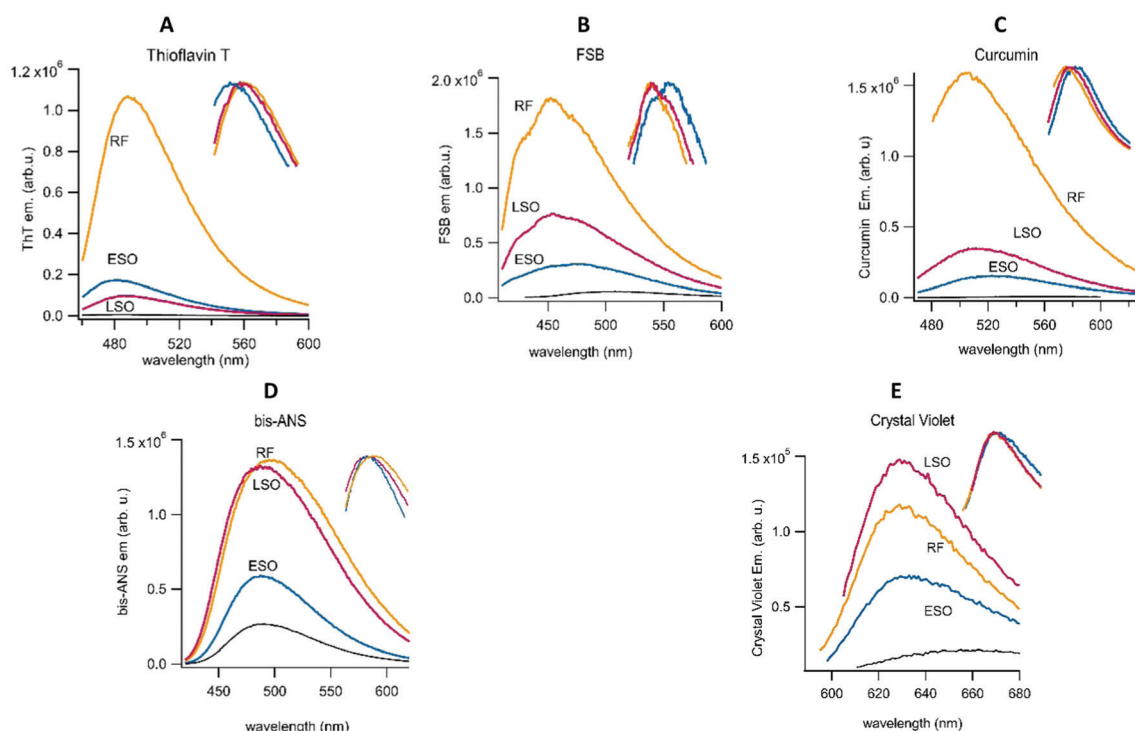 A
Thioflavin T
1.2 x10⁶
1.0
0.8
0.6
0.4
0.2
0.0
ThT em. (arb.u.)
RF
ESO
LSO
480
520
560
600
wavelength (nm)
B
FSB
2.0 x10⁶
1.5
1.0
0.5
0.0
FSB em (arb. u.)
RF
LSO
ESO
450
500
550
600
wavelength (nm)
C
Curcumin
1.5x10⁶
1.0
0.5
0.0
Curcumin Em. (arb. u)
RF
LSO
ESO
480
520
560
600
wavelength (nm)
D
bis-ANS
1.5 x10⁶
1.0
0.5
0.0
bis-ANS em (arb. u.)
RF
LSO
ESO
450
500
550
600
wavelength (nm)
E
Crystal Violet
1.5x10⁵
1.0
0.5
Crystal Violet Em. (arb. u.)
LSO
RF
ESO
600
620
640
660
680
wavelength (nm)